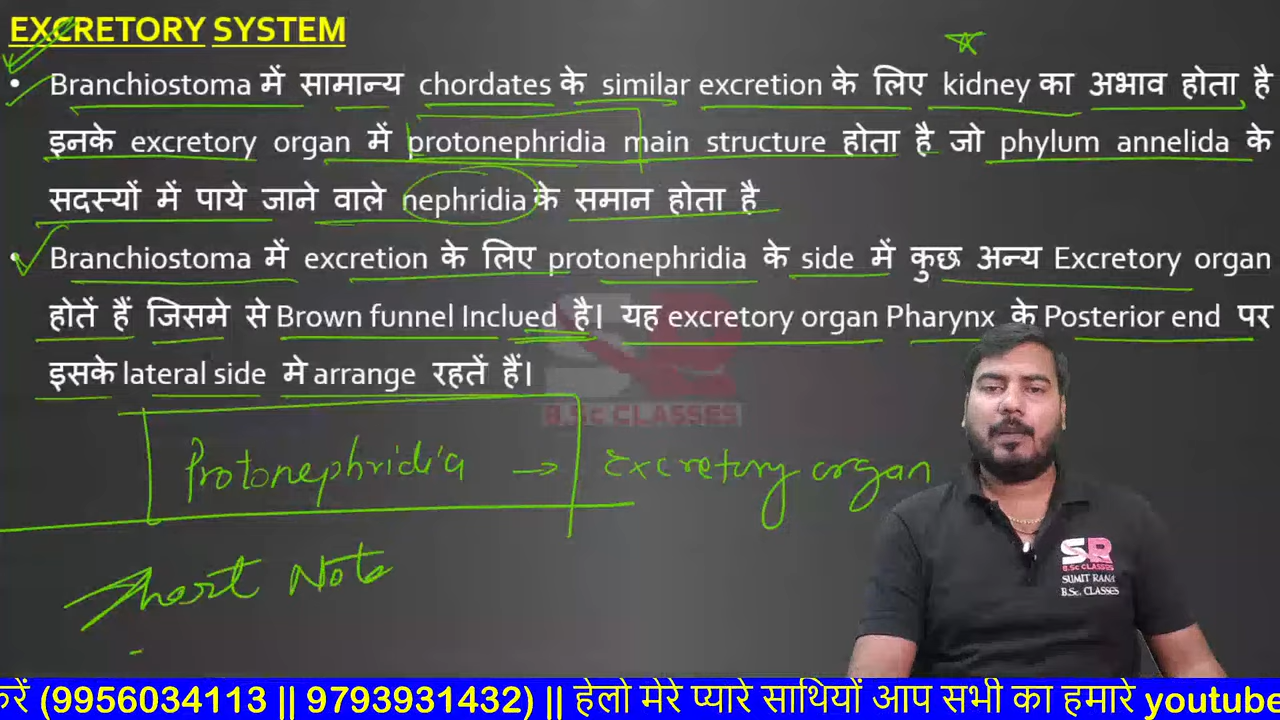 EXCRETORY SYSTEM
• Branchiostoma में सामान्य chordates के similar excretion के लिए kidney का अभाव होता है
इनके excretory organ में protonephridia main structure होता है जो phylum annelida के
सदस्यों में पाये जाने वाले nephridia के समान होता है
• Branchiostoma में excretion के लिए protonephridia के side में कुछ अन्य Excretory organ
होतें हैं जिसमे से Brown funnel Inclued है। यह excretory organ Pharynx के Posterior end पर
इसके lateral side मे arrange रहतें हैं।
SR
B.Sc CLASSES
Protonephridia → Excretory organ
Short Note
SR
B.Sc CLASSES
SUMIT RANA
B.Sc. CLASSES
करें (9956034113 || 9793931432) || हेलो मेरे प्यारे साथियों आप सभी का हमारे youtube